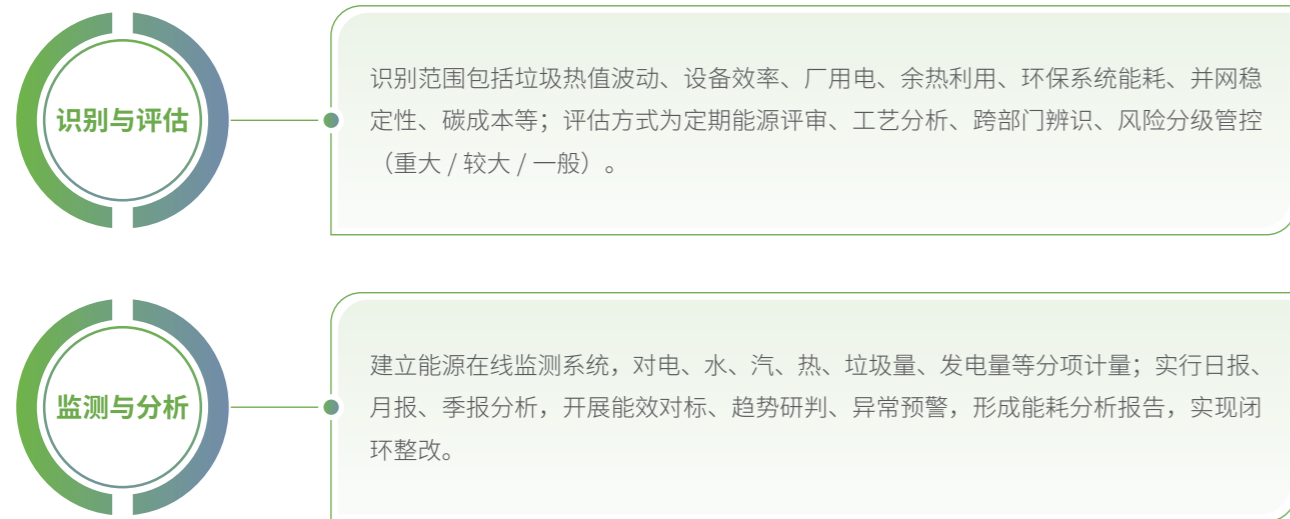 识别与评估
识别范围包括垃圾热值波动、设备效率、厂用电、余热利用、环保系统能耗、并网稳
定性、碳成本等；评估方式为定期能源评审、工艺分析、跨部门辨识、风险分级管控
（重大 / 较大 / 一般）。
监测与分析
建立能源在线监测系统，对电、水、汽、热、垃圾量、发电量等分项计量；实行日报、
月报、季报分析，开展能效对标、趋势研判、异常预警，形成能耗分析报告，实现闭
环整改。